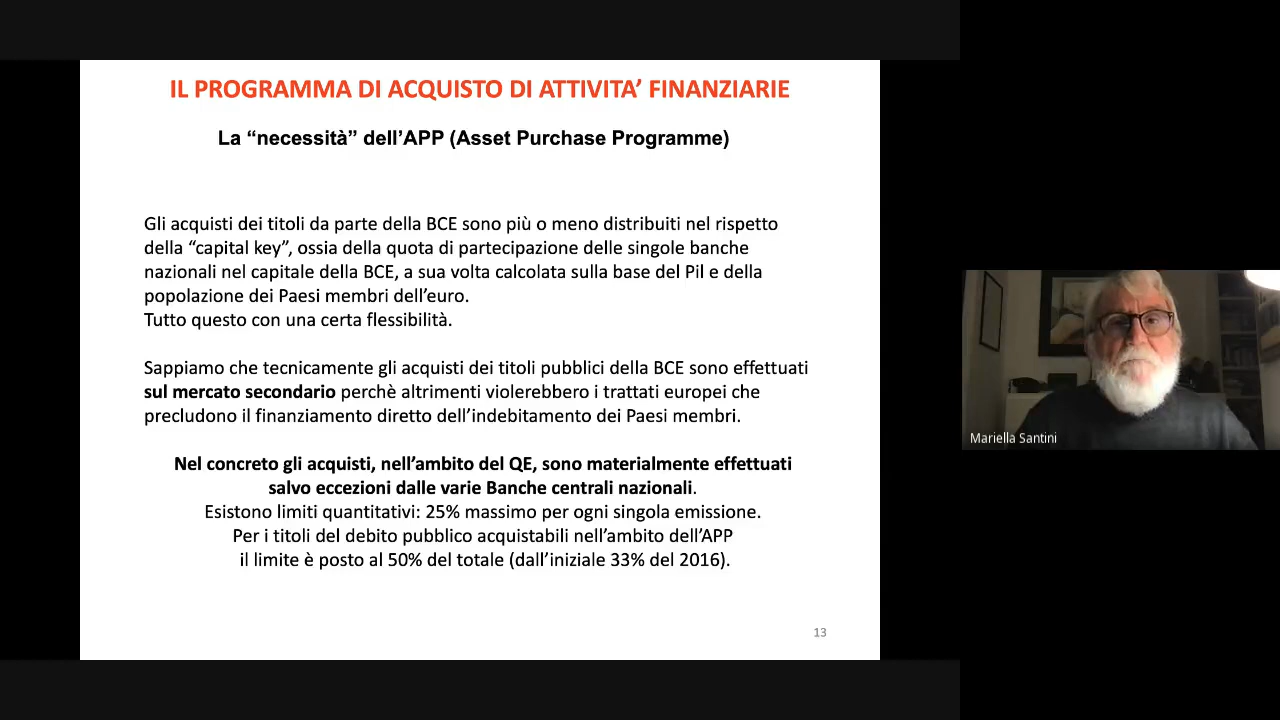 IL PROGRAMMA DI ACQUISTO DI ATTIVITA’ FINANZIARIE
La “necessità” dell’APP (Asset Purchase Programme)
Gli acquisti dei titoli da parte della BCE sono più o meno distribuiti nel rispetto
della “capital key”, ossia della quota di partecipazione delle singole banche
nazionali nel capitale della BCE, a sua volta calcolata sulla base del Pil e della
popolazione dei Paesi membri dell’euro.
Tutto questo con una certa flessibilità.
Sappiamo che tecnicamente gli acquisti dei titoli pubblici della BCE sono effettuati
sul mercato secondario perchè altrimenti violerebbero i trattati europei che
precludono il finanziamento diretto dell’indebitamento dei Paesi membri.
Nel concreto gli acquisti, nell’ambito del QE, sono materialmente effettuati
salvo eccezioni dalle varie Banche centrali nazionali.
Esistono limiti quantitativi: 25% massimo per ogni singola emissione.
Per i titoli del debito pubblico acquistabili nell’ambito dell’APP
il limite è posto al 50% del totale (dall’iniziale 33% del 2016).
13
Mariella Santini